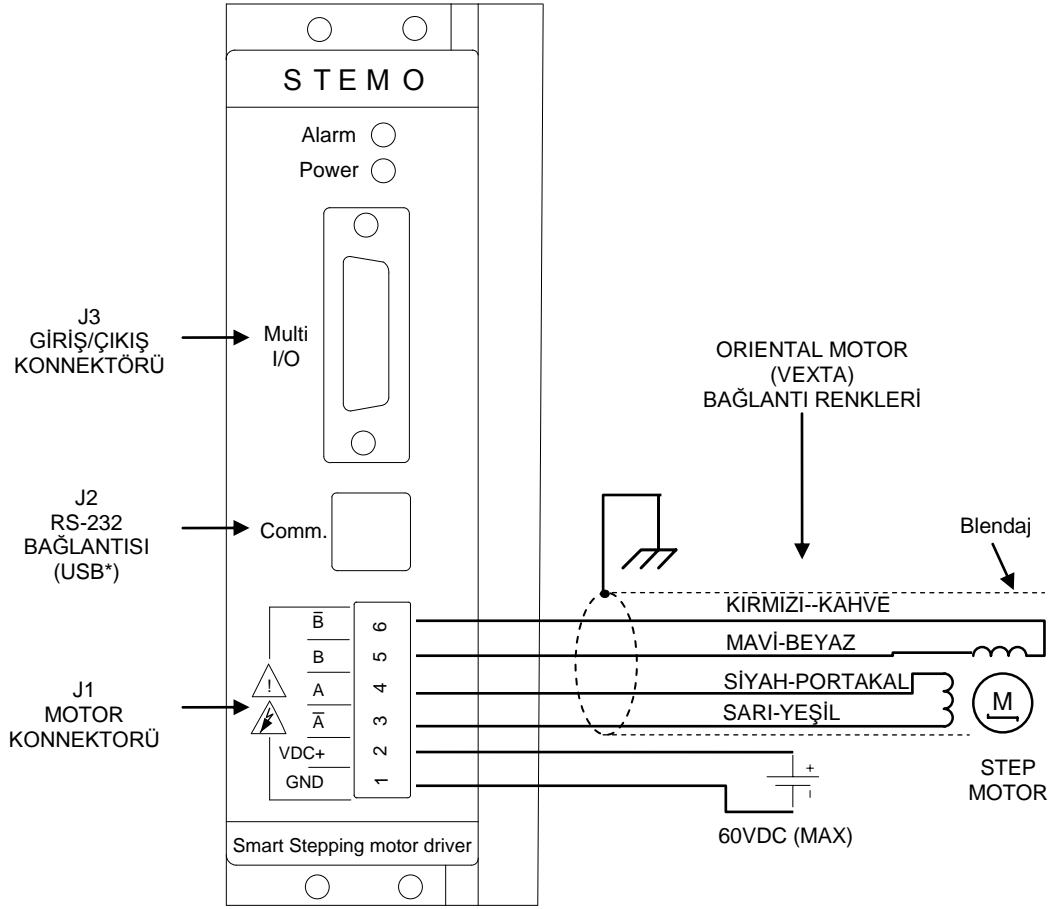 STEMO
Alarm
Power
J3
GİRİŞ/ÇIKIŞ
KONNEKTÖRÜ
Multi
I/O
ORIENTAL MOTOR
(VEXTA)
BAĞLANTI RENKLERİ
J2
RS-232
BAĞLANTISI
(USB*)
Comm.
Blendaj
J1
MOTOR
KONNEKTORÜ
B̅ 6
B 5
A 4
A̅ 3
VDC+ 2
GND 1
KIRMIZI--KAHVE
MAVİ-BEYAZ
SİYAH-PORTAKAL
SARI-YEŞİL
M
STEP
MOTOR
+
-
60VDC (MAX)
Smart Stepping motor driver